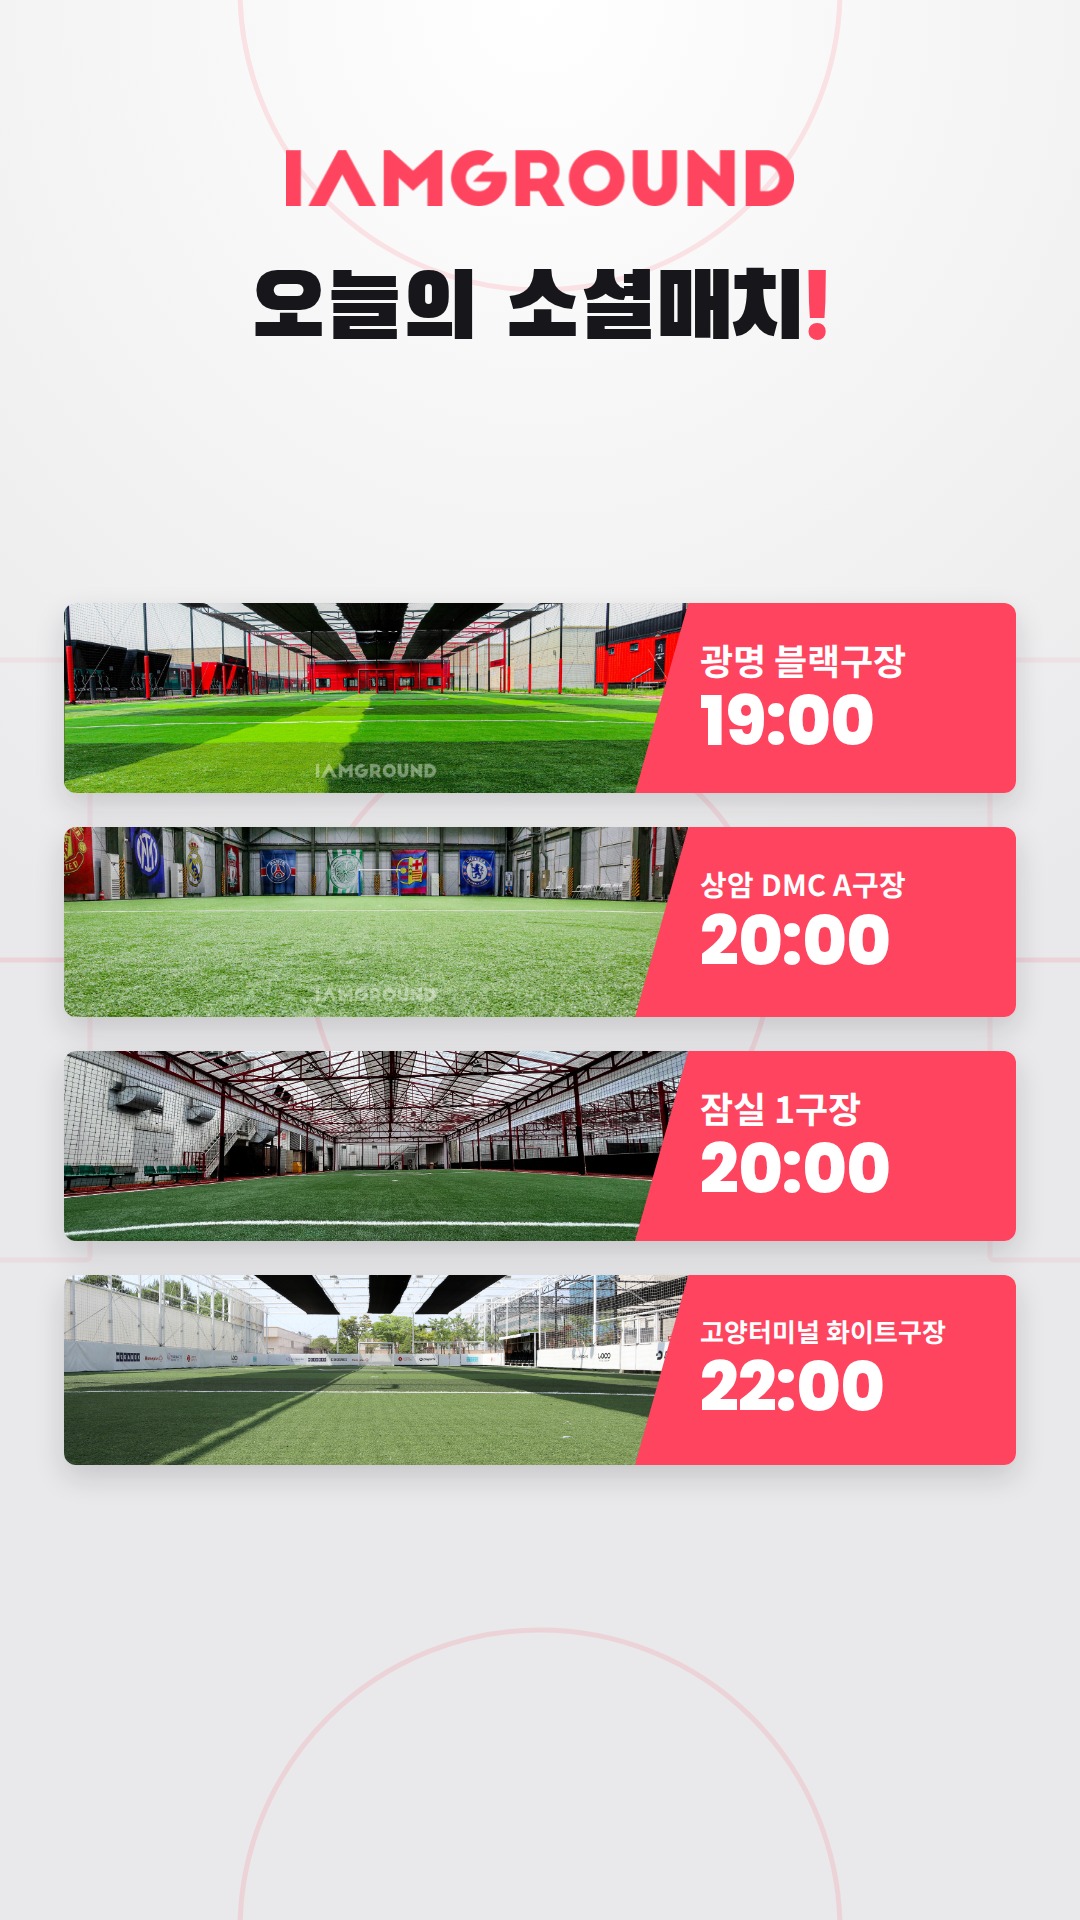 IAMGROUND
오늘의 소셜매치!
광명 블랙구장
19:00
IAMGROUND
상암 DMC A구장
20:00
IAMGROUND
잠실 1구장
20:00
고양터미널 화이트구장
22:00